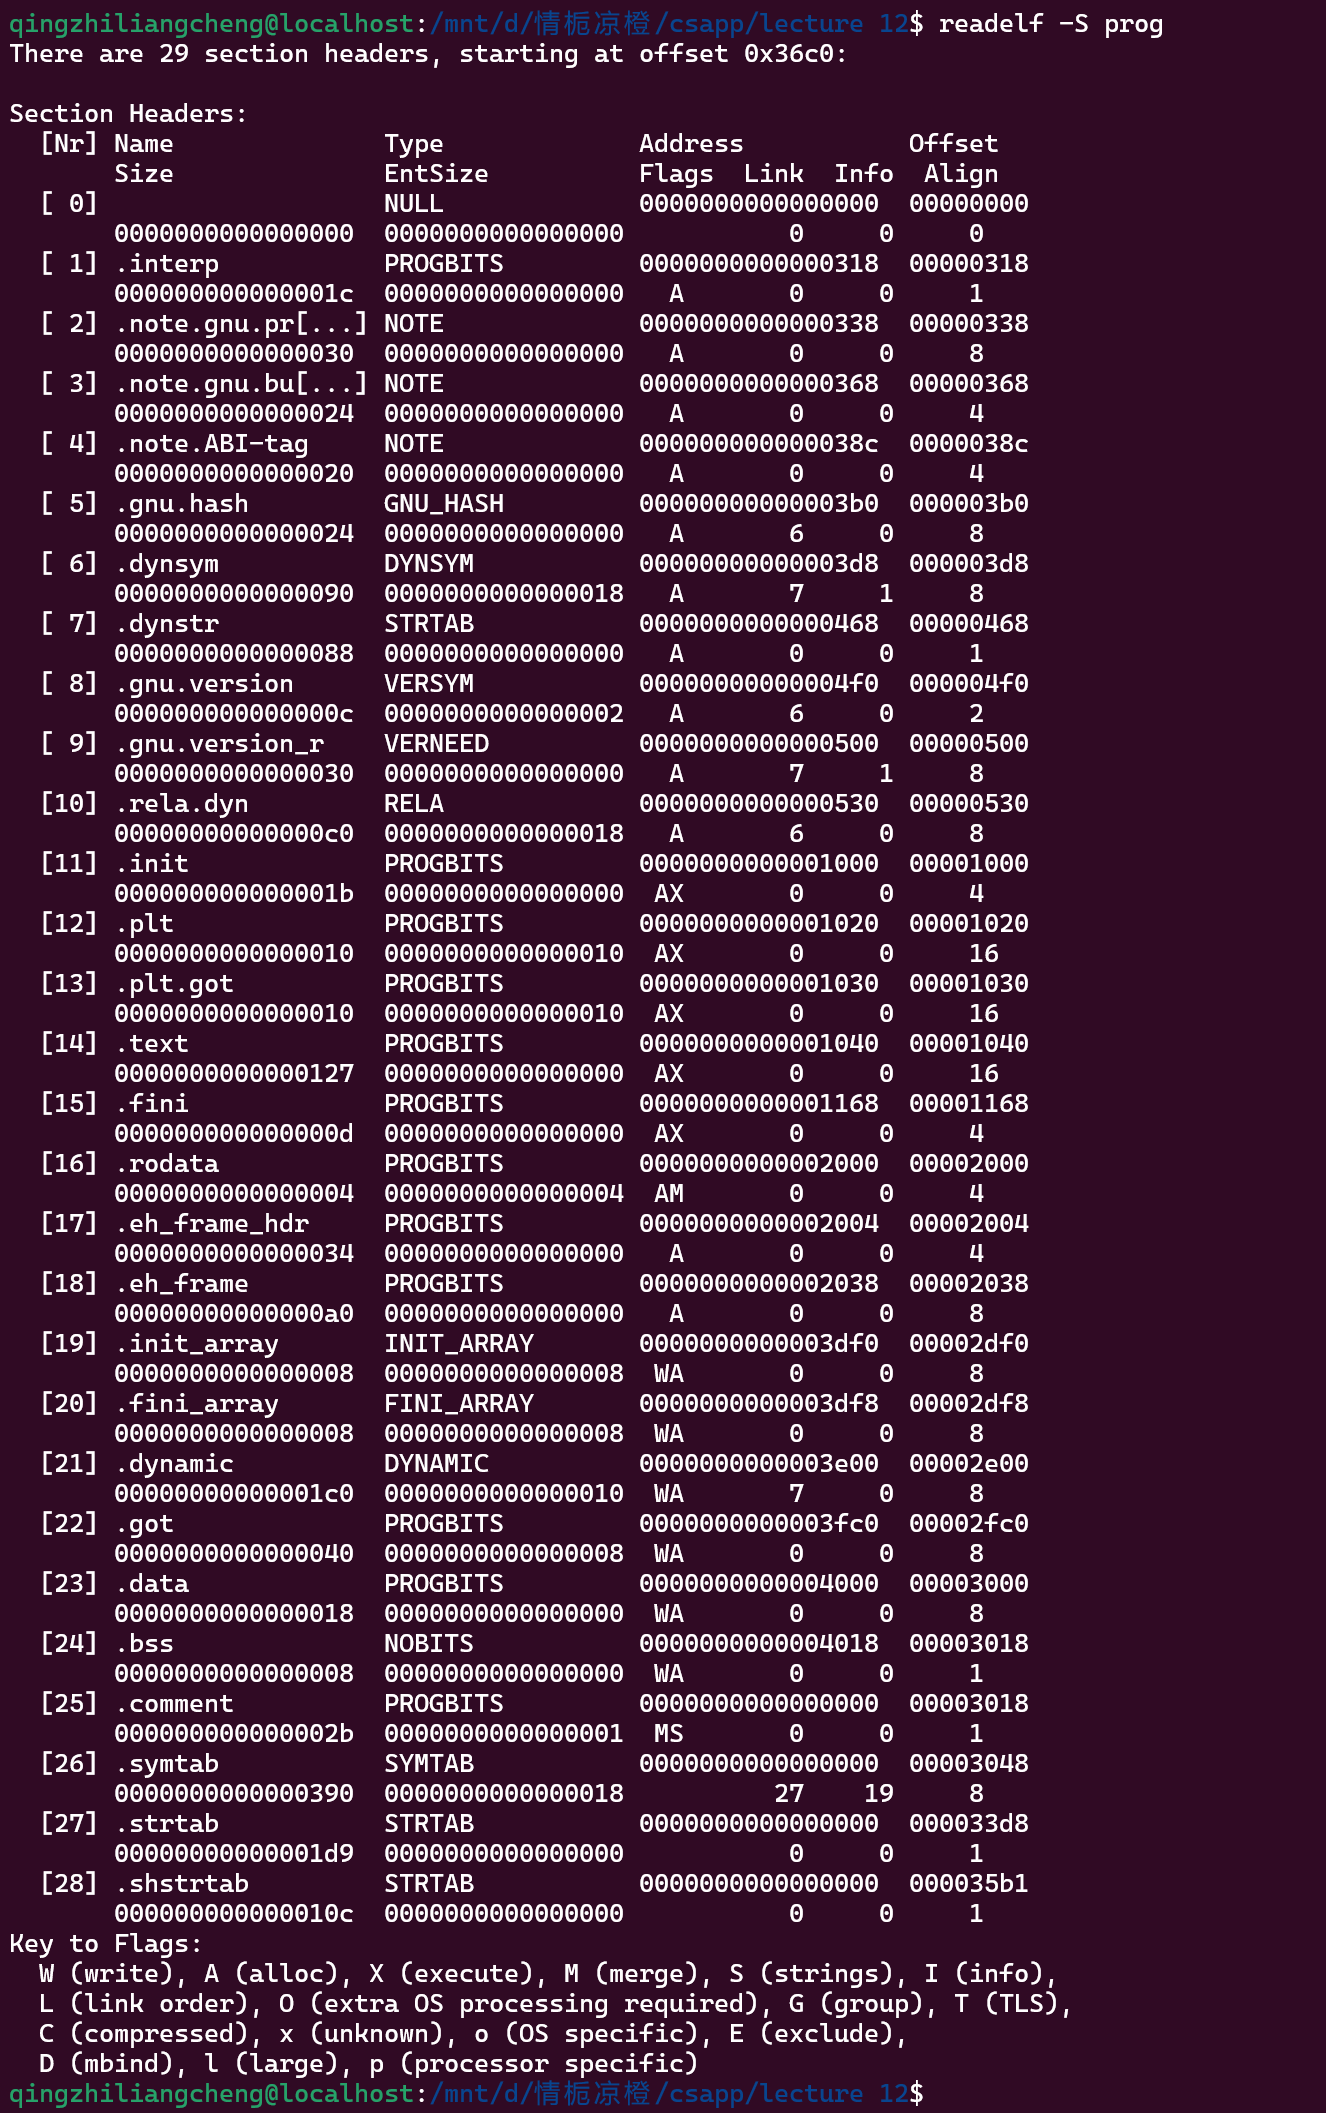 qingzhiliangcheng@localhost:/mnt/d/情栀凉橙/csapp/lecture 12$ readelf -S prog
There are 29 section headers, starting at offset 0x36c0:

Section Headers:
  [Nr] Name              Type             Address           Offset
       Size              EntSize          Flags  Link  Info  Align
  [ 0]                   NULL             0000000000000000  00000000
       0000000000000000  0000000000000000           0     0     0
  [ 1] .interp           PROGBITS         0000000000000318  00000318
       000000000000001c  0000000000000000   A       0     0     1
  [ 2] .note.gnu.pr[...] NOTE             0000000000000338  00000338
       0000000000000030  0000000000000000   A       0     0     8
  [ 3] .note.gnu.bu[...] NOTE             0000000000000368  00000368
       0000000000000024  0000000000000000   A       0     0     4
  [ 4] .note.ABI-tag     NOTE             000000000000038c  0000038c
       0000000000000020  0000000000000000   A       0     0     4
  [ 5] .gnu.hash         GNU_HASH         00000000000003b0  000003b0
       0000000000000024  0000000000000000   A       6     0     8
  [ 6] .dynsym           DYNSYM           00000000000003d8  000003d8
       0000000000000090  0000000000000018   A       7     1     8
  [ 7] .dynstr           STRTAB           0000000000000468  00000468
       0000000000000088  0000000000000000   A       0     0     1
  [ 8] .gnu.version      VERSYM           00000000000004f0  000004f0
       000000000000000c  0000000000000002   A       6     0     2
  [ 9] .gnu.version_r    VERNEED          0000000000000500  00000500
       0000000000000030  0000000000000000   A       7     1     8
  [10] .rela.dyn         RELA             0000000000000530  00000530
       00000000000000c0  0000000000000018   A       6     0     8
  [11] .init             PROGBITS         0000000000001000  00001000
       000000000000001b  0000000000000000  AX       0     0     4
  [12] .plt              PROGBITS         0000000000001020  00001020
       0000000000000010  0000000000000010  AX       0     0     16
  [13] .plt.got          PROGBITS         0000000000001030  00001030
       0000000000000010  0000000000000010  AX       0     0     16
  [14] .text             PROGBITS         0000000000001040  00001040
       0000000000000127  0000000000000000  AX       0     0     16
  [15] .fini             PROGBITS         0000000000001168  00001168
       000000000000000d  0000000000000000  AX       0     0     4
  [16] .rodata           PROGBITS         0000000000002000  00002000
       0000000000000004  0000000000000004  AM       0     0     4
  [17] .eh_frame_hdr     PROGBITS         0000000000002004  00002004
       0000000000000034  0000000000000000   A       0     0     4
  [18] .eh_frame         PROGBITS         0000000000002038  00002038
       00000000000000a0  0000000000000000   A       0     0     8
  [19] .init_array       INIT_ARRAY       0000000000003df0  00002df0
       0000000000000008  0000000000000008  WA       0     0     8
  [20] .fini_array       FINI_ARRAY       0000000000003df8  00002df8
       0000000000000008  0000000000000008  WA       0     0     8
  [21] .dynamic          DYNAMIC          0000000000003e00  00002e00
       00000000000001c0  0000000000000010  WA       7     0     8
  [22] .got              PROGBITS         0000000000003fc0  00002fc0
       0000000000000040  0000000000000008  WA       0     0     8
  [23] .data             PROGBITS         0000000000004000  00003000
       0000000000000018  0000000000000000  WA       0     0     8
  [24] .bss              NOBITS           0000000000004018  00003018
       0000000000000008  0000000000000000  WA       0     0     1
  [25] .comment          PROGBITS         0000000000000000  00003018
       000000000000002b  0000000000000001  MS       0     0     1
  [26] .symtab           SYMTAB           0000000000000000  00003048
       0000000000000390  0000000000000018          27    19     8
  [27] .strtab           STRTAB           0000000000000000  000033d8
       00000000000001d9  0000000000000000           0     0     1
  [28] .shstrtab         STRTAB           0000000000000000  000035b1
       000000000000010c  0000000000000000           0     0     1
Key to Flags:
  W (write), A (alloc), X (execute), M (merge), S (strings), I (info),
  L (link order), O (extra OS processing required), G (group), T (TLS),
  C (compressed), x (unknown), o (OS specific), E (exclude),
  D (mbind), l (large), p (processor specific)
qingzhiliangcheng@localhost:/mnt/d/情栀凉橙/csapp/lecture 12$